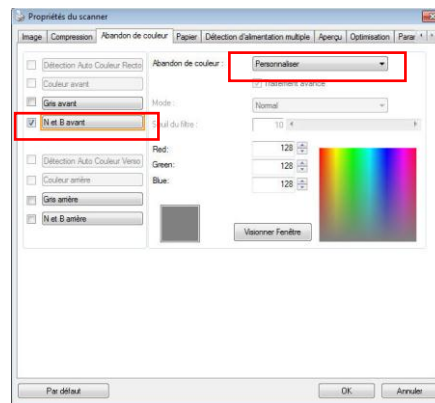 Propriétés du scanner
Image Compression Abandon de couleur Papier Détection d'alimentation multiple Aperçu Optimisation Parar
Détection Auto Couleur Recto
Abandon de couleur : Personnaliser
Couleur avant
Traitement avancé
Gris avant
Mode : Normal
N et B avant
Seuil du filtre : 10
Red: 128
Détection Auto Couleur Verso
Green: 128
Couleur arrière
Blue: 128
Gris arrière
N et B arrière
Visionner Fenêtre
Par défaut OK Annuler